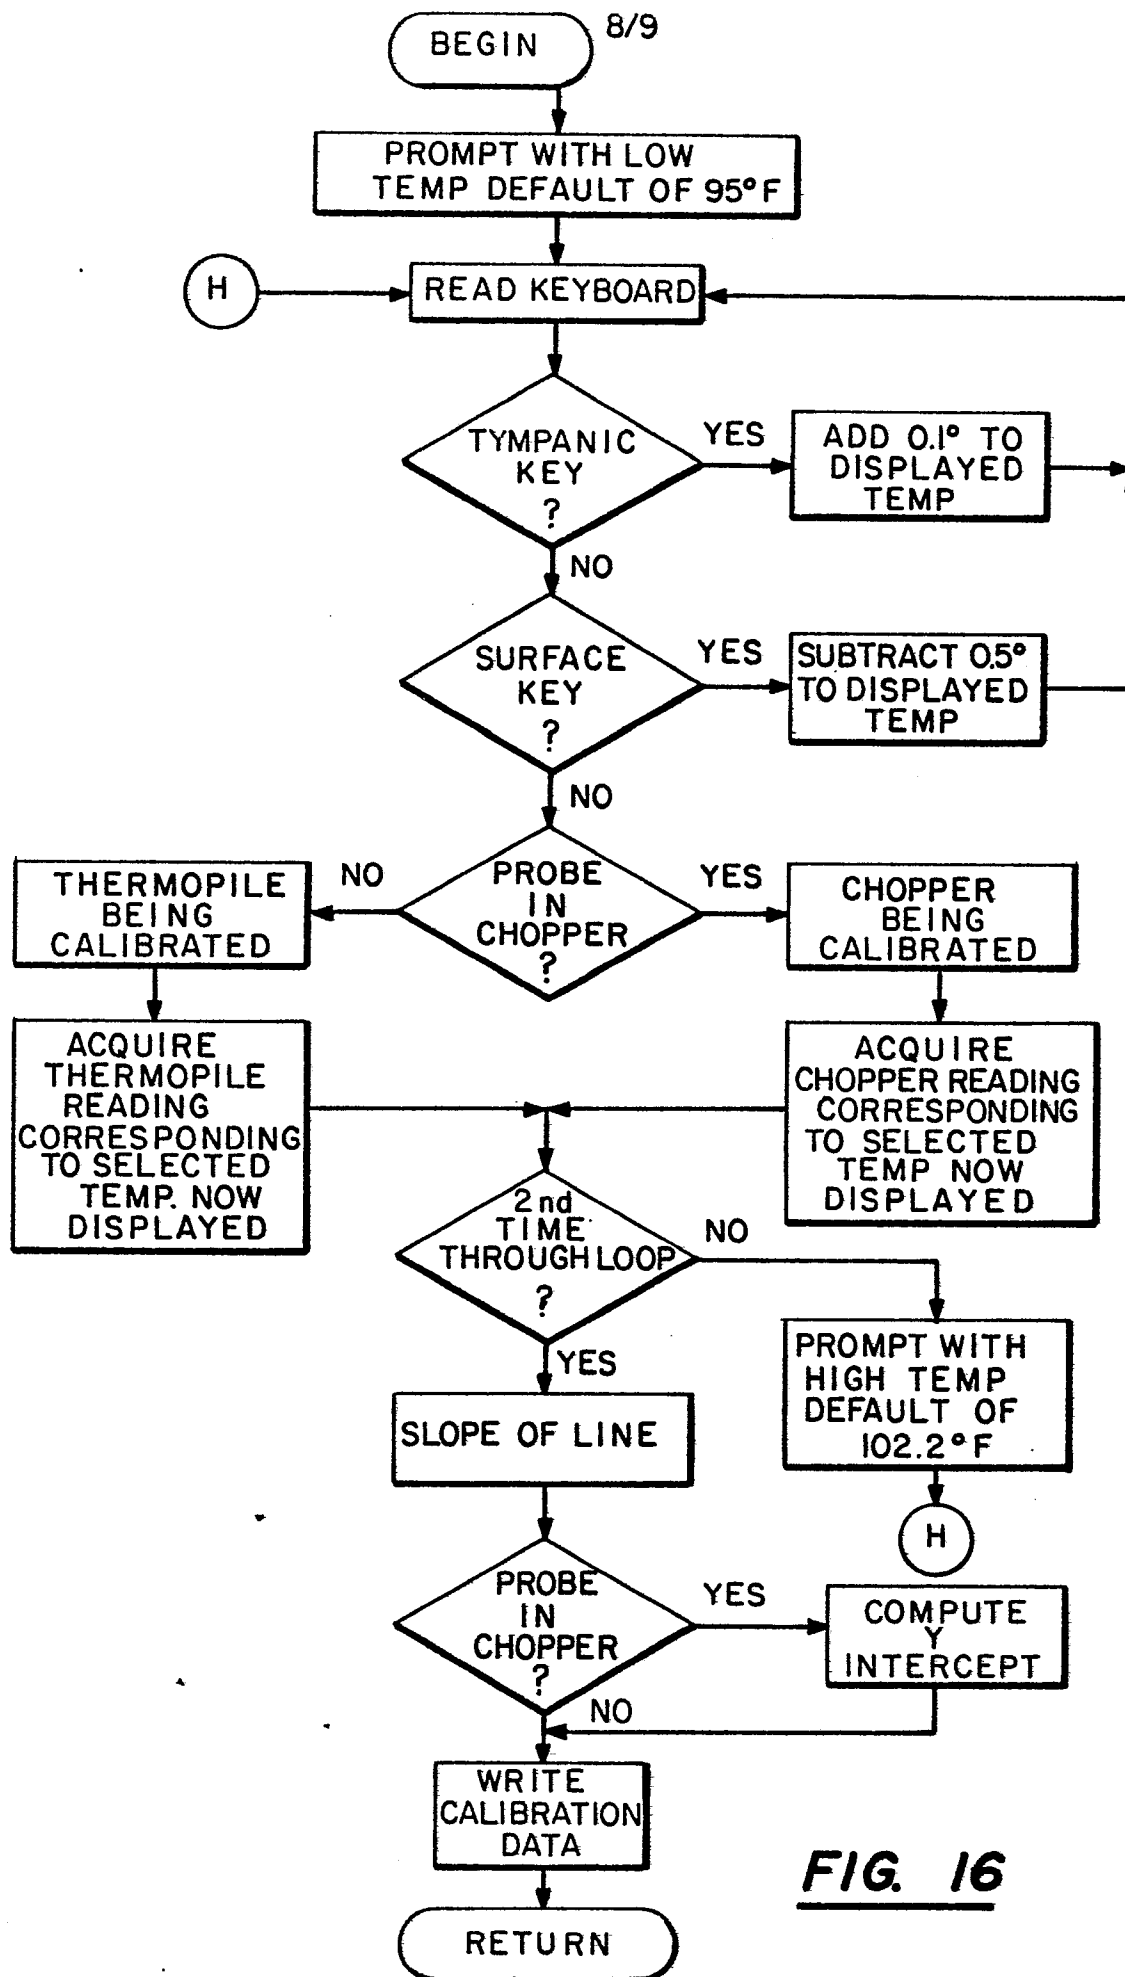 8/9
BEGIN
PROMPT WITH LOW
TEMP DEFAULT OF 95°F
H
READ KEYBOARD
TYMPANIC
KEY
?
YES
ADD 0.1° TO
DISPLAYED
TEMP
NO
SURFACE
KEY
?
YES
SUBTRACT 0.5°
TO DISPLAYED
TEMP
NO
PROBE
IN
CHOPPER
?
NO
THERMOPILE
BEING
CALIBRATED
YES
CHOPPER
BEING
CALIBRATED
ACQUIRE
THERMOPILE
READING
CORRESPONDING
TO SELECTED
TEMP. NOW
DISPLAYED
ACQUIRE
CHOPPER READING
CORRESPONDING
TO SELECTED
TEMP NOW
DISPLAYED
2nd
TIME
THROUGH LOOP
?
NO
PROMPT WITH
HIGH TEMP
DEFAULT OF
102.2°F
H
YES
SLOPE OF LINE
PROBE
IN
CHOPPER
?
YES
COMPUTE
Y
INTERCEPT
NO
WRITE
CALIBRATION
DATA
RETURN
FIG. 16